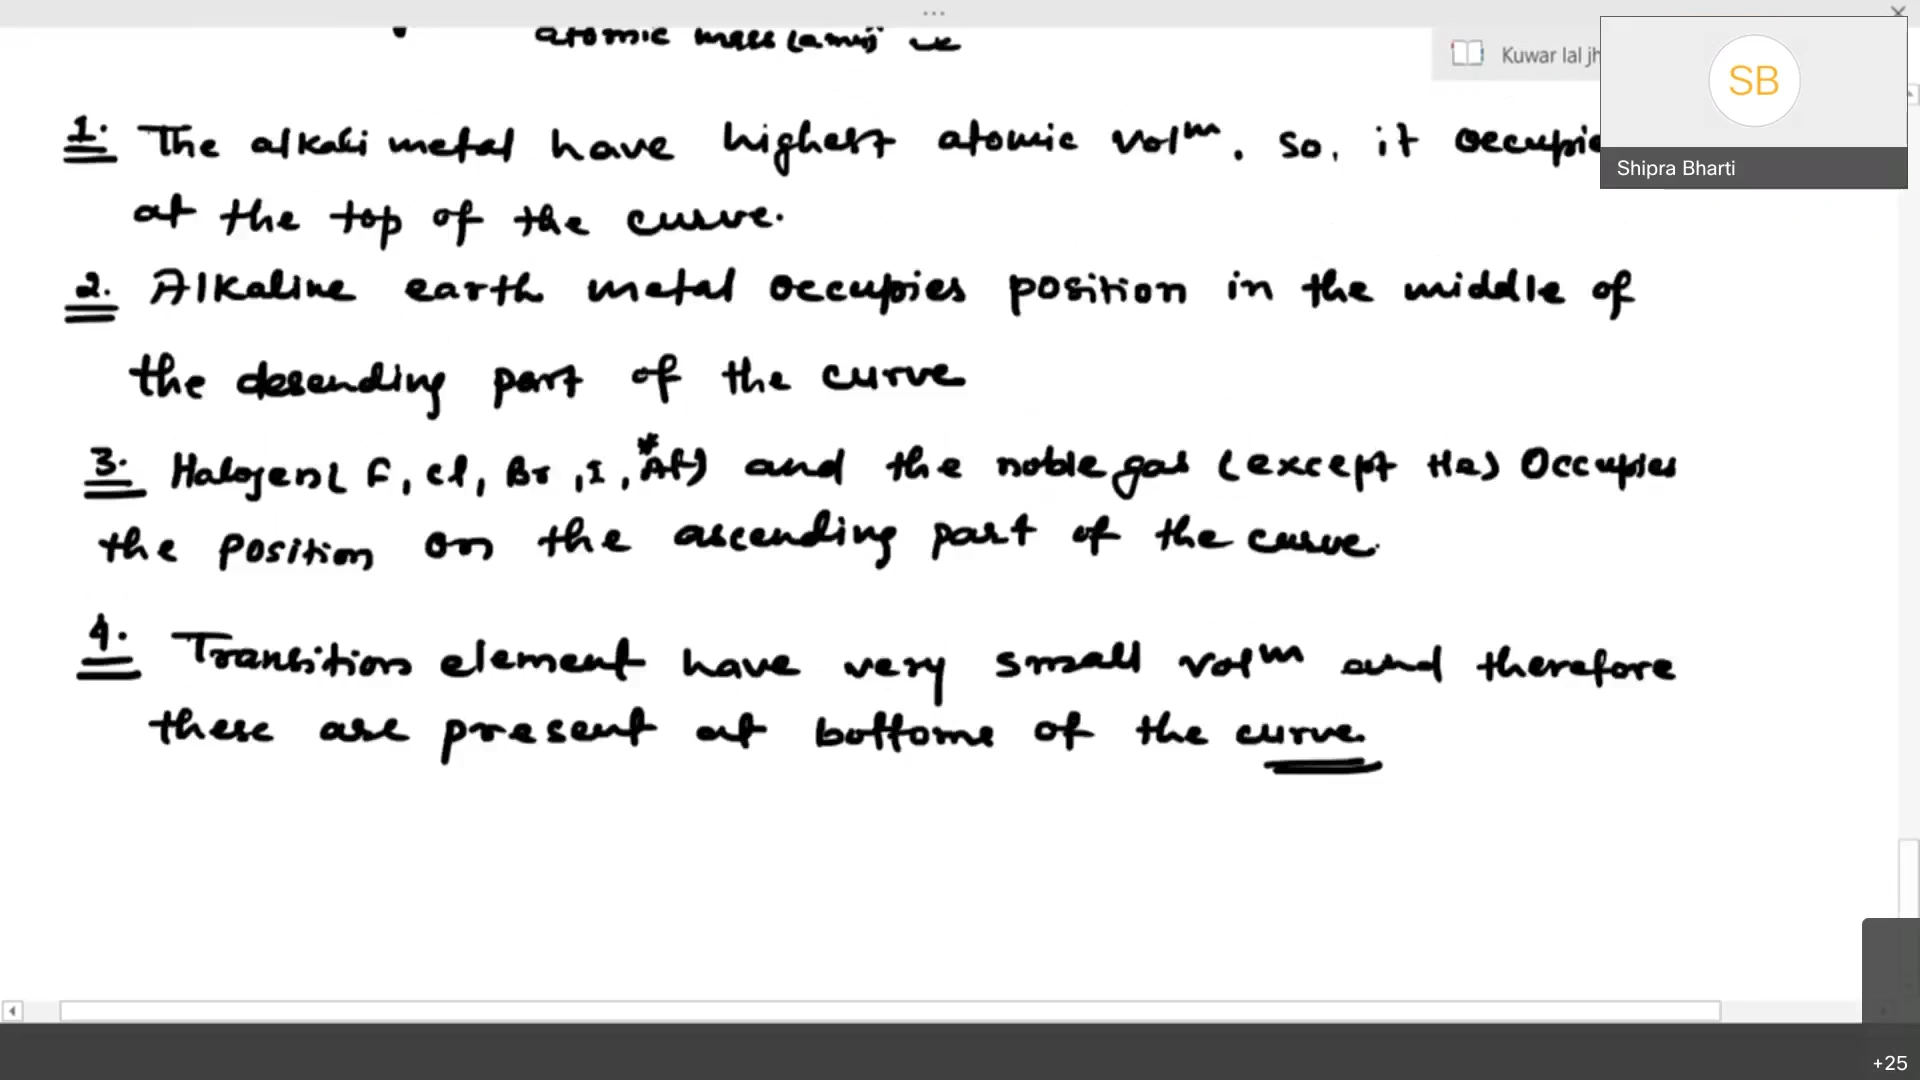 atomic mass (amu)
Kuwar lal jh
SB
Shipra Bharti
1. The alkali metal have highest atomic volm. so, it occupie
at the top of the curve.
2. Alkaline earth metal occupies position in the middle of
the desending part of the curve
3. Halogens( F, Cl, Br, I, *At) and the noble gas (except He) Occupies
the position on the ascending part of the curve.
4. Transition element have very small volm and therefore
these are present at bottome of the curve.
+25